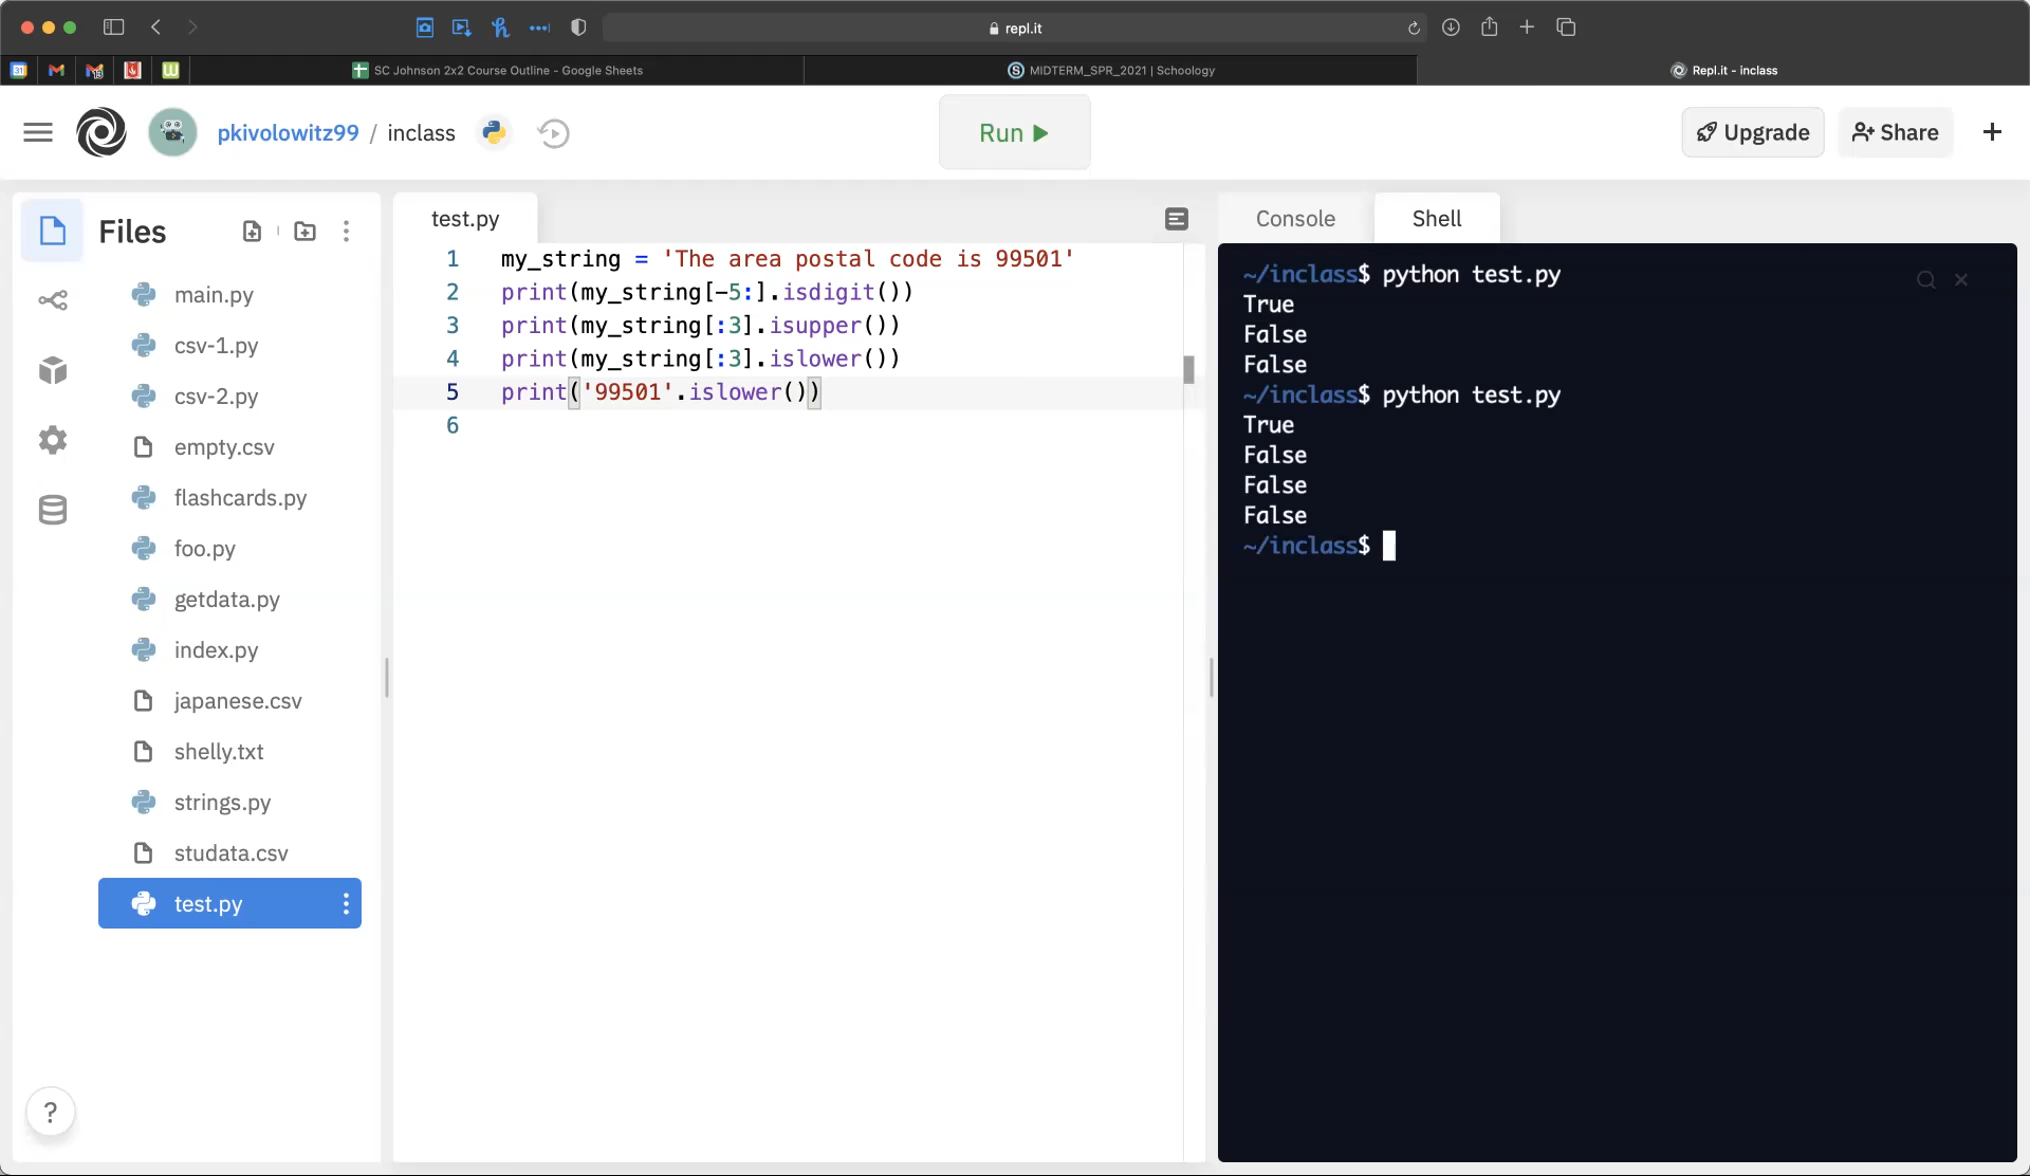 repl.it
31
SC Johnson 2x2 Course Outline - Google Sheets
S MIDTERM_SPR_2021 | Schoology
Repl.it - inclass
pkivolowitz99 / inclass
Run
Upgrade
Share
Files
main.py
csv-1.py
csv-2.py
empty.csv
flashcards.py
foo.py
getdata.py
index.py
japanese.csv
shelly.txt
strings.py
studata.csv
test.py
?
test.py
1 my_string = 'The area postal code is 99501'
2 print(my_string[-5:].isdigit())
3 print(my_string[:3].isupper())
4 print(my_string[:3].islower())
5 print('99501'.islower())
6
Console
Shell
~/inclass$ python test.py
True
False
False
~/inclass$ python test.py
True
False
False
False
~/inclass$